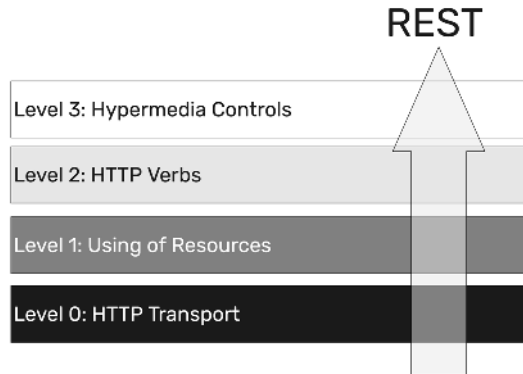 REST
Level 3: Hypermedia Controls
Level 2: HTTP Verbs
Level 1: Using of Resources
Level 0: HTTP Transport